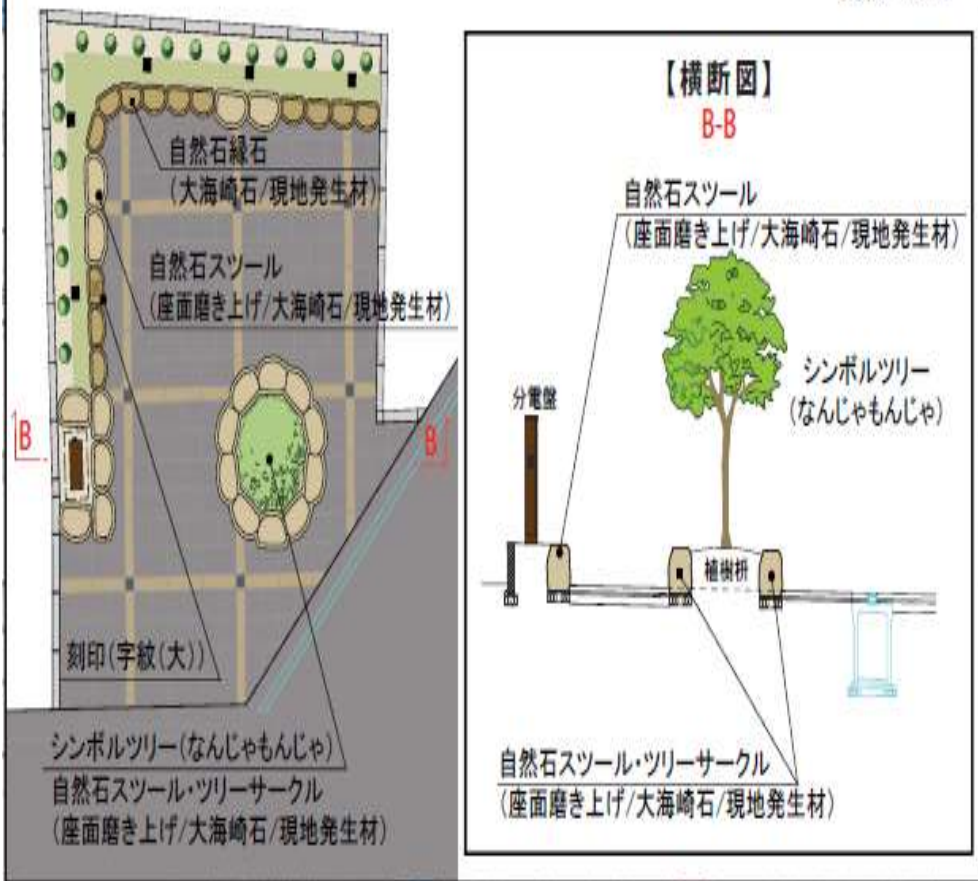 自然石縁石
(大海崎石/現地発生材)
自然石スツール
(座面磨き上げ/大海崎石/現地発生材)
B
B
刻印(字紋(大))
シンボルツリー(なんじゃもんじゃ)
自然石スツール・ツリーサークル
(座面磨き上げ/大海崎石/現地発生材)
【横断図】
B-B
自然石スツール
(座面磨き上げ/大海崎石/現地発生材)
シンボルツリー
(なんじゃもんじゃ)
分電盤
植樹枡
自然石スツール・ツリーサークル
(座面磨き上げ/大海崎石/現地発生材)